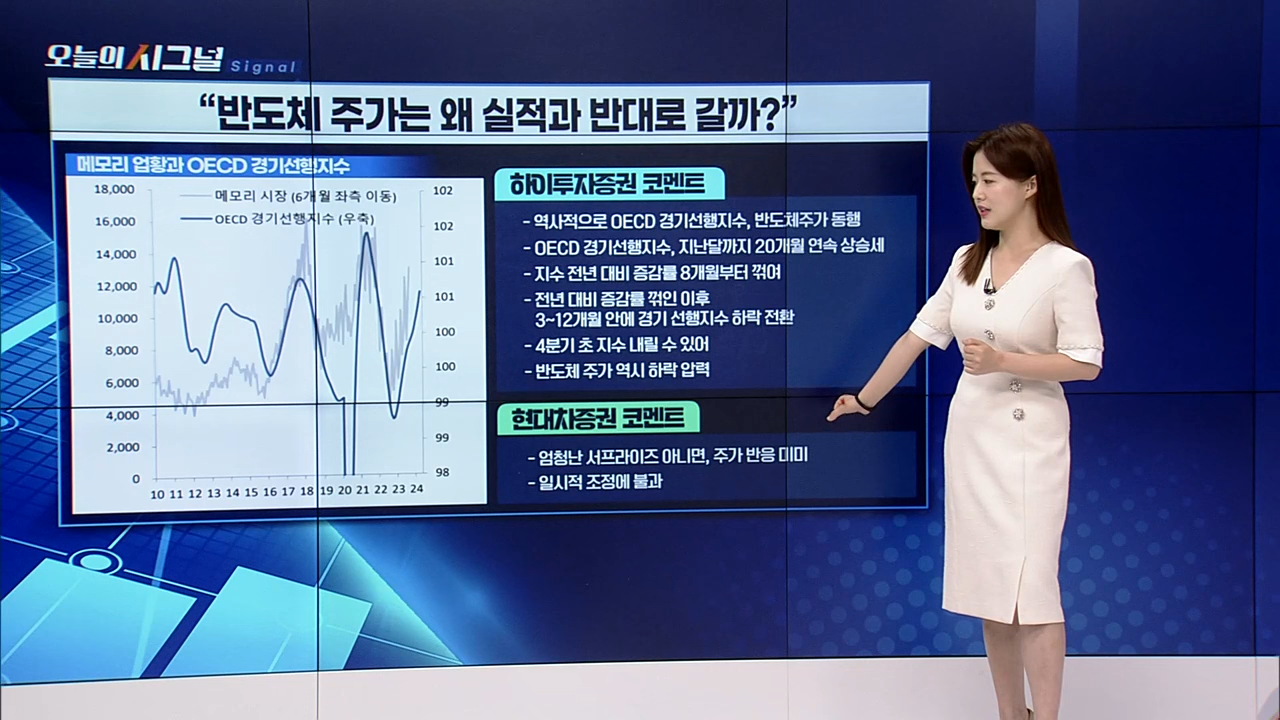 오늘의 시그널 Signal
“반도체 주가는 왜 실적과 반대로 갈까?”
메모리 업황과 OECD 경기선행지수
메모리 시장 (6개월 좌측 이동)
OECD 경기선행지수 (우축)
18,000
16,000
14,000
12,000
10,000
8,000
6,000
4,000
2,000
0
102
102
101
101
100
100
99
99
98
10 11 12 13 14 15 16 17 18 19 20 21 22 23 24
하이투자증권 코멘트
- 역사적으로 OECD 경기선행지수, 반도체주가 동행
- OECD 경기선행지수, 지난달까지 20개월 연속 상승세
- 지수 전년 대비 증감률 8개월부터 꺾여
- 전년 대비 증감률 꺾인 이후
3~12개월 안에 경기 선행지수 하락 전환
- 4분기 초 지수 내릴 수 있어
- 반도체 주가 역시 하락 압력
현대차증권 코멘트
- 엄청난 서프라이즈 아니면, 주가 반응 미미
- 일시적 조정에 불과